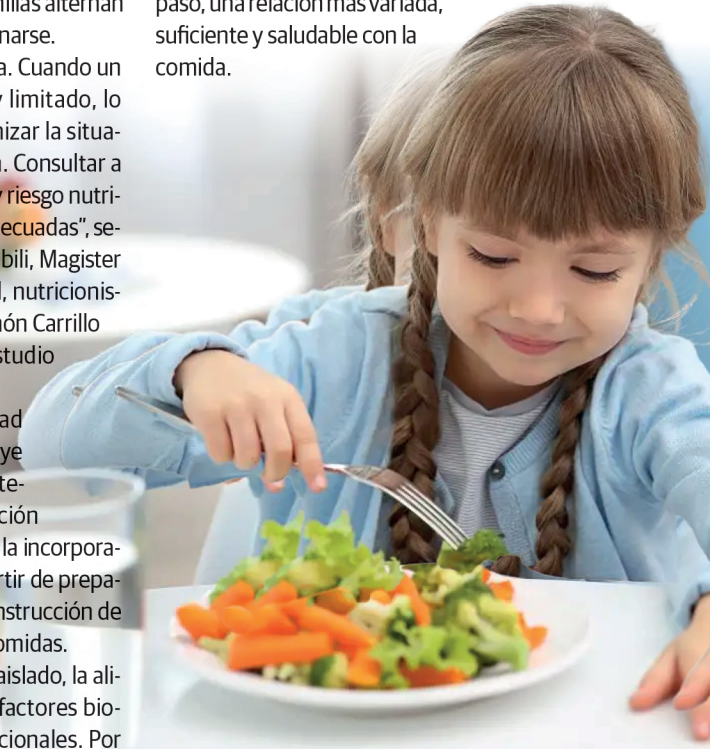 milias alternan
narse.
a. Cuando un
y limitado, lo
nizar la situa-
a. Consultar a
y riesgo nutri-
ecuadas”, se-
bili, Magister
l, nutricionis-
món Carrillo
studio
ad
ye
te-
ción
la incorpora-
rtir de prepa-
nstrucción de
omidas.
aislado, la ali-
factores bio-
cionales. Por
paso, una relación más variada,
suficiente y saludable con la
comida.